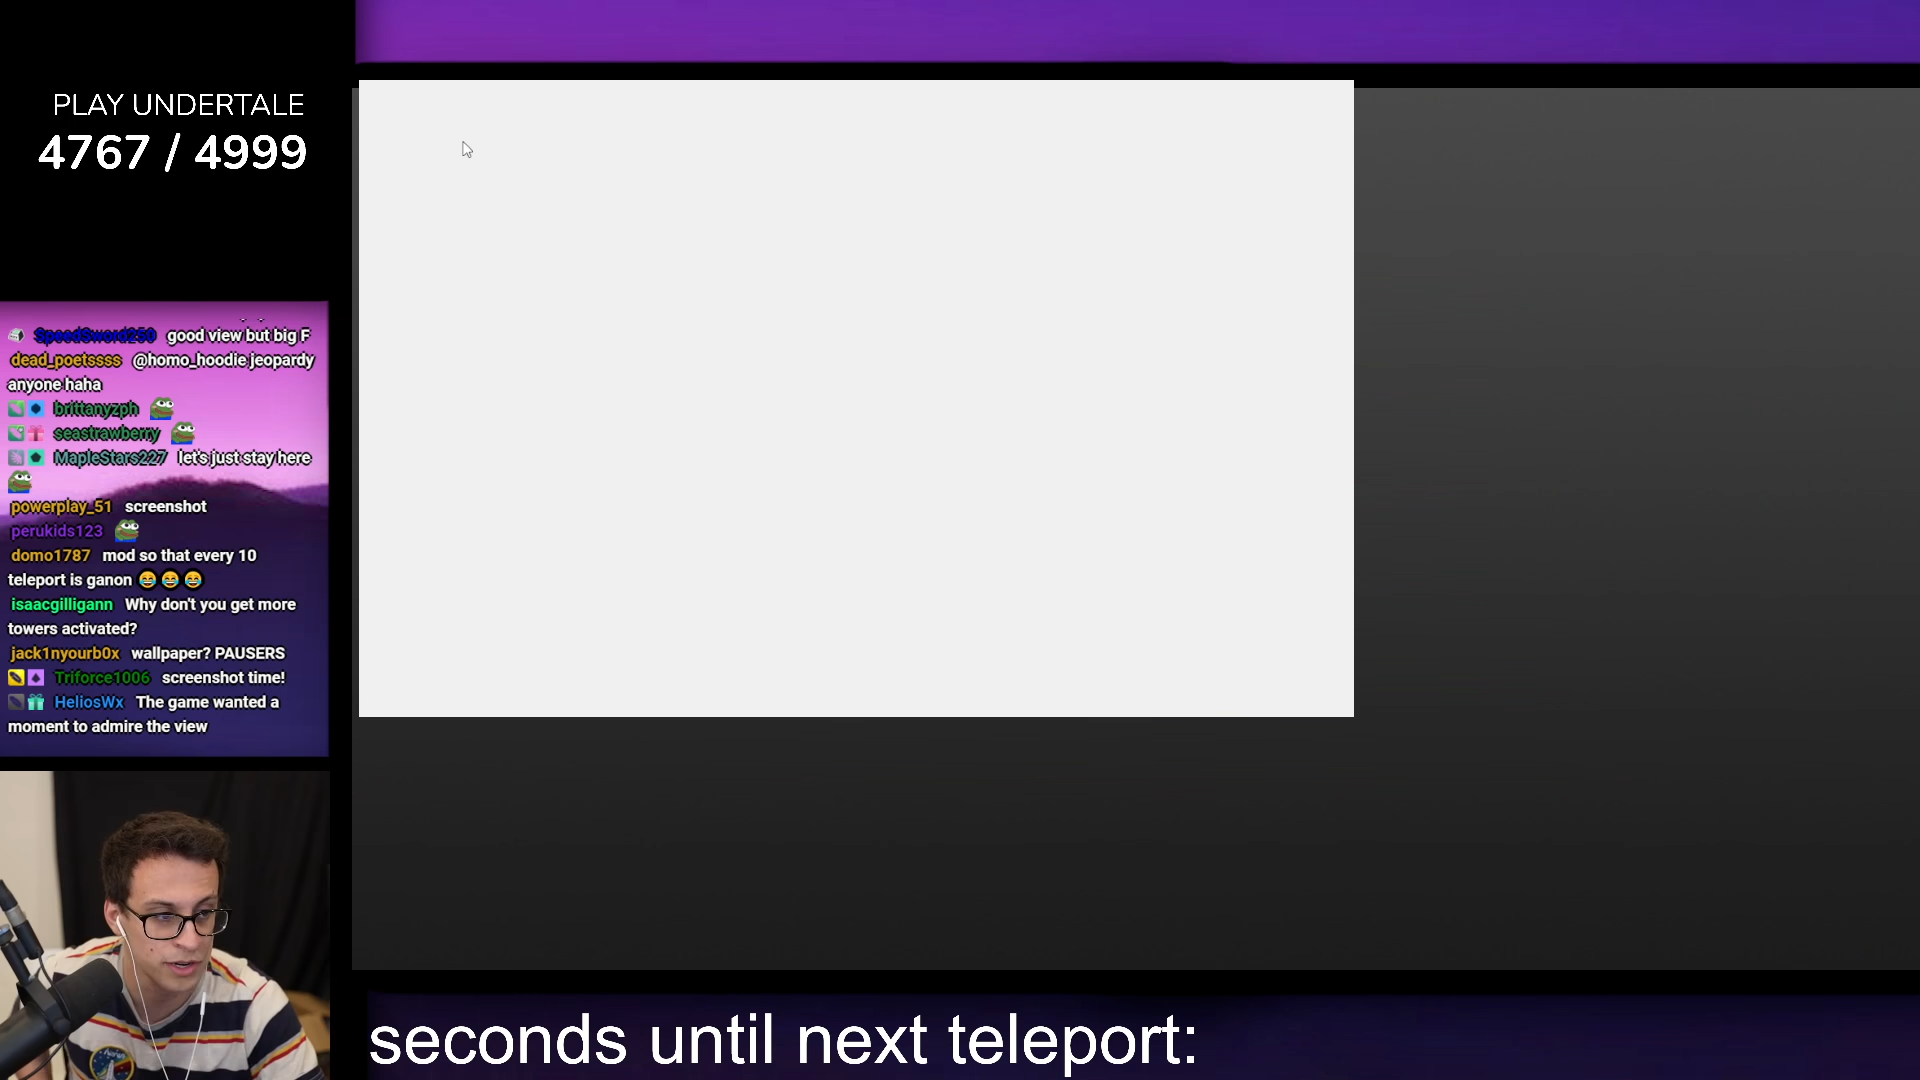 PLAY UNDERTALE
4767 / 4999
SpeedSword250 good view but big F
dead_poetssss @homo_hoodie jeopardy
anyone haha
brittanyzph
seastrawberry
MapleStars227 let's just stay here
powerplay_51 screenshot
perukids123
domo1787 mod so that every 10
teleport is ganon 😂 😂 😂
isaacgilligann Why don't you get more
towers activated?
jack1nyourb0x wallpaper? PAUSERS
Triforce1006 screenshot time!
HeliosWx The game wanted a
moment to admire the view
seconds until next teleport: